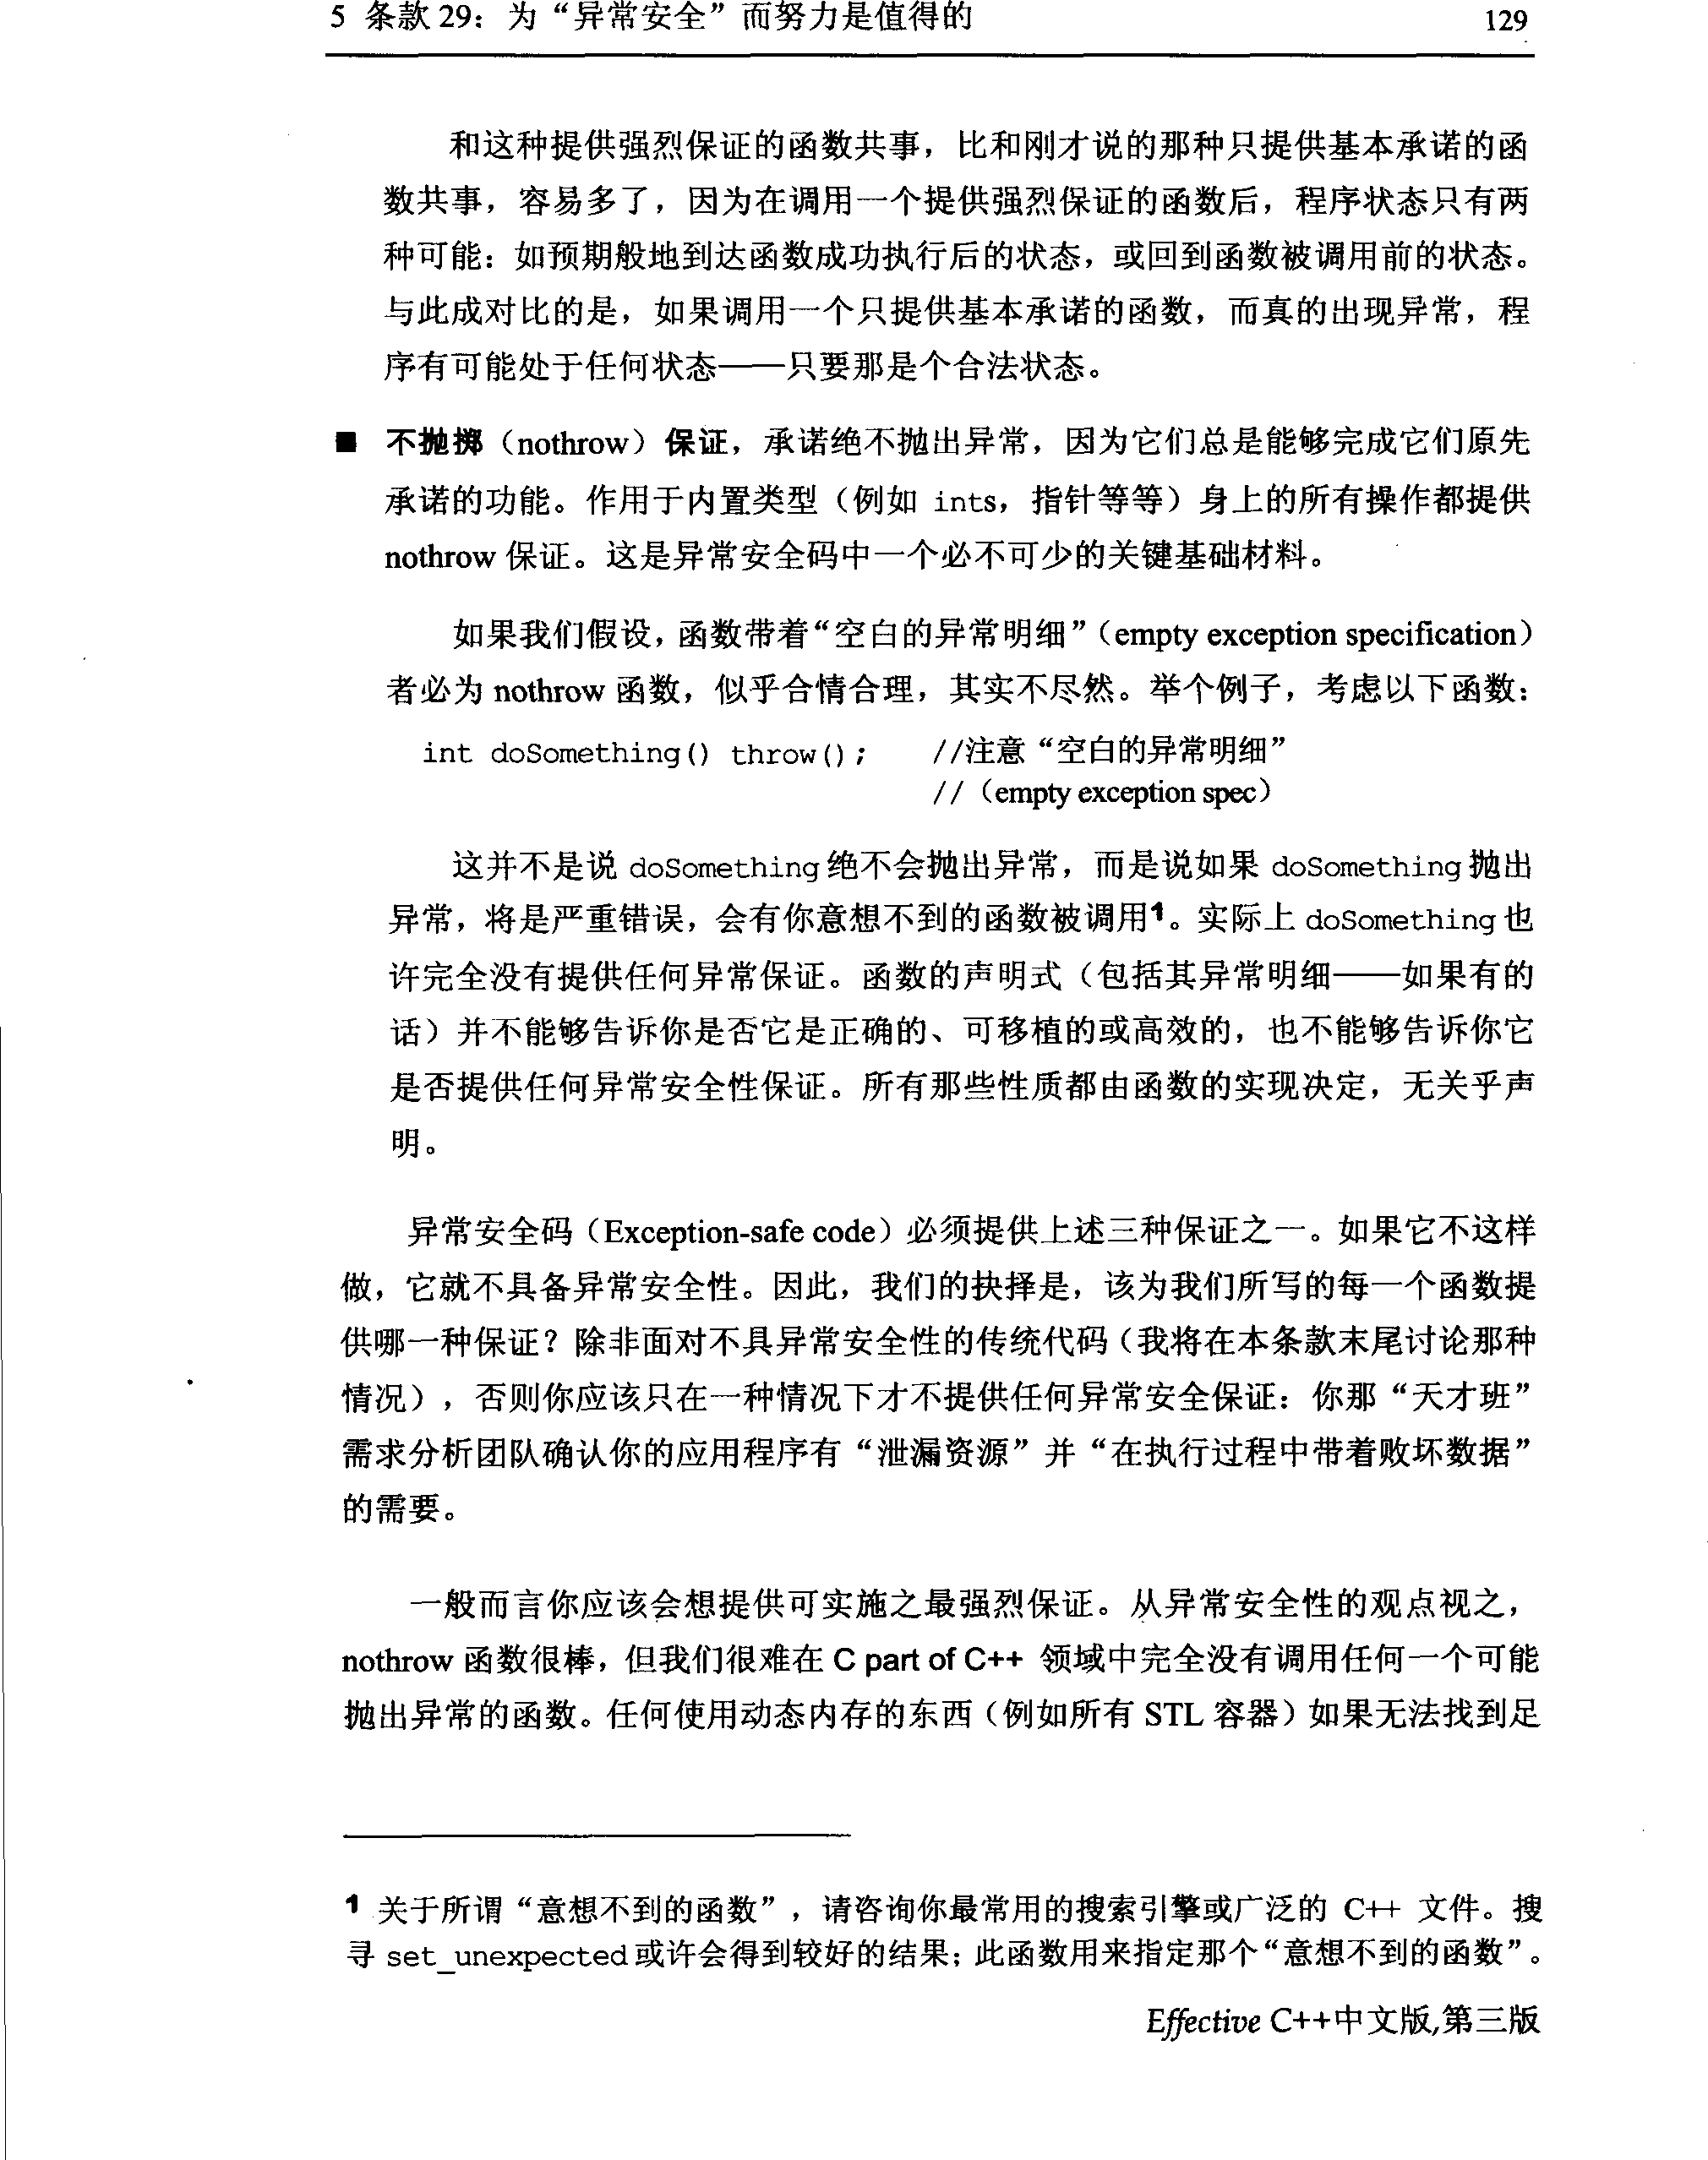 5 条款 29：为“异常安全”而努力是值得的 129
和这种提供强烈保证的函数共事，比和刚才说的那种只提供基本承诺的函
数共事，容易多了，因为在调用一个提供强烈保证的函数后，程序状态只有两
种可能：如预期般地到达函数成功执行后的状态，或回到函数被调用前的状态。
与此成对比的是，如果调用一个只提供基本承诺的函数，而真的出现异常，程
序有可能处于任何状态——只要那是个合法状态。
■ 不抛掷（nothrow）保证，承诺绝不抛出异常，因为它们总是能够完成它们原先
承诺的功能。作用于内置类型（例如 ints，指针等等）身上的所有操作都提供
nothrow 保证。这是异常安全码中一个必不可少的关键基础材料。
如果我们假设，函数带着“空白的异常明细”（empty exception specification）
者必为 nothrow 函数，似乎合情合理，其实不尽然。举个例子，考虑以下函数：
int doSomething() throw(); //注意“空白的异常明细”
//（empty exception spec）
这并不是说 doSomething 绝不会抛出异常，而是说如果 doSomething 抛出
异常，将是严重错误，会有你意想不到的函数被调用1。实际上 doSomething 也
许完全没有提供任何异常保证。函数的声明式（包括其异常明细——如果有的
话）并不能够告诉你是否它是正确的、可移植的或高效的，也不能够告诉你它
是否提供任何异常安全性保证。所有那些性质都由函数的实现决定，无关乎声
明。
异常安全码（Exception-safe code）必须提供上述三种保证之一。如果它不这样
做，它就不具备异常安全性。因此，我们的抉择是，该为我们所写的每一个函数提
供哪一种保证？除非面对不具异常安全性的传统代码（我将在本条款末尾讨论那种
情况），否则你应该只在一种情况下才不提供任何异常安全保证：你那“天才班”
需求分析团队确认你的应用程序有“泄漏资源”并“在执行过程中带着败坏数据”
的需要。
一般而言你应该会想提供可实施之最强烈保证。从异常安全性的观点视之，
nothrow 函数很棒，但我们很难在 C part of C++ 领域中完全没有调用任何一个可能
抛出异常的函数。任何使用动态内存的东西（例如所有 STL 容器）如果无法找到足
1 关于所谓“意想不到的函数”，请咨询你最常用的搜索引擎或广泛的 C++ 文件。搜
寻 set_unexpected 或许会得到较好的结果；此函数用来指定那个“意想不到的函数”。
Effective C++中文版,第三版